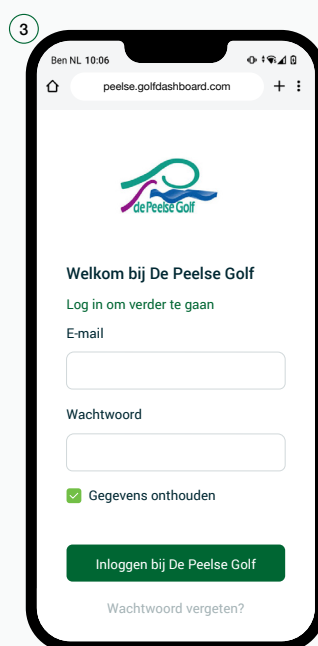 3
Ben NL 10:06
peelse.golfdashboard.com
de Peelse Golf
Welkom bij De Peelse Golf
Log in om verder te gaan
E-mail
Wachtwoord
Gegevens onthouden
Inloggen bij De Peelse Golf
Wachtwoord vergeten?